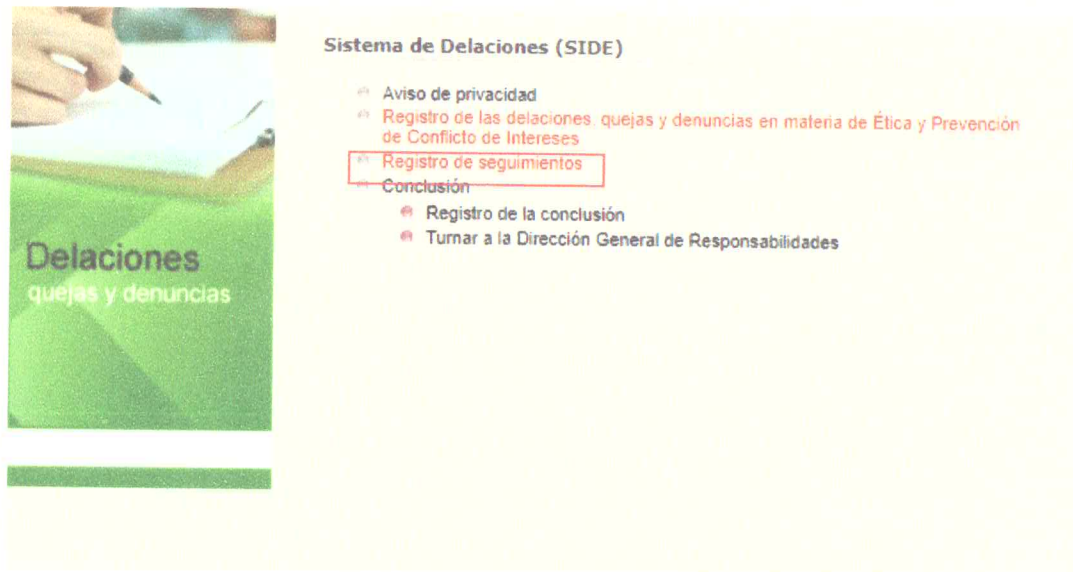 Sistema de Delaciones (SIDE)
Aviso de privacidad
Registro de las delaciones, quejas y denuncias en materia de Ética y Prevención
de Conflicto de Intereses
Registro de seguimientos
Conclusión
Registro de la conclusión
Turnar a la Dirección General de Responsabilidades
Delaciones
quejas y denuncias